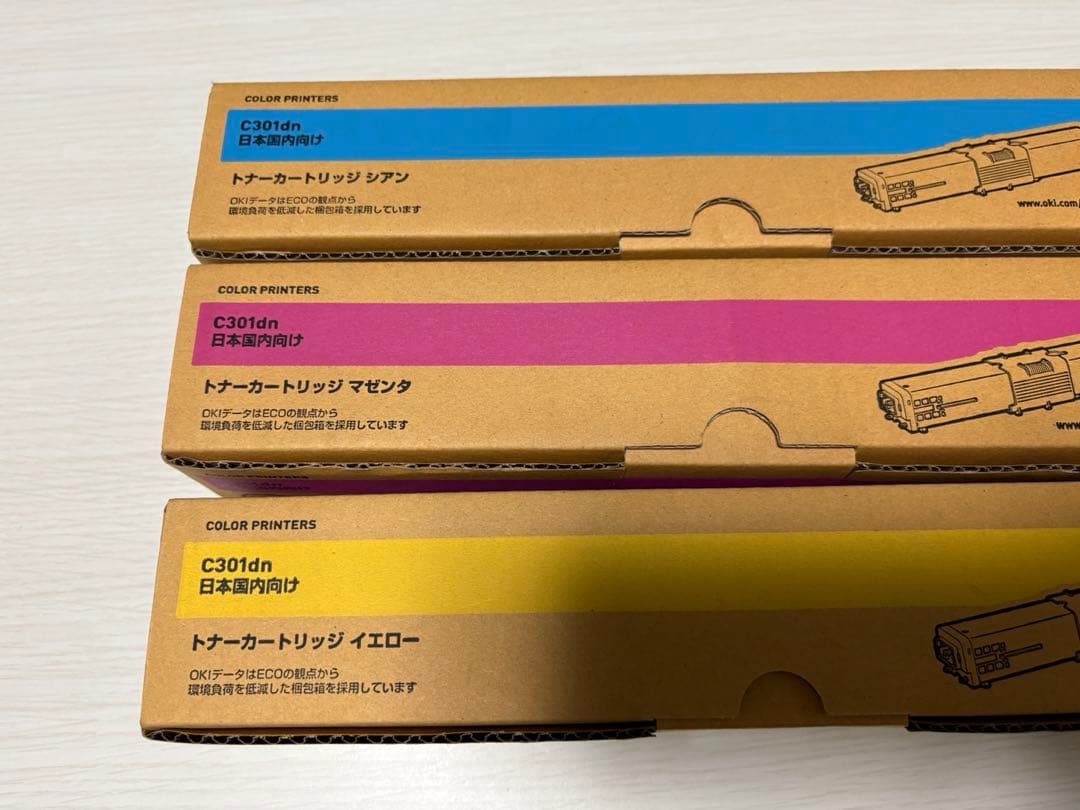 COLOR PRINTERS
C301dn
日本国内向け
トナーカートリッジ シアン
OKIデータはECOの観点から
環境負荷を低減した梱包箱を採用しています
www.oki.com/
COLOR PRINTERS
C301dn
日本国内向け
トナーカートリッジ マゼンタ
OKIデータはECOの観点から
環境負荷を低減した梱包箱を採用しています
www.
COLOR PRINTERS
COLOR PRINTERS
C301dn
日本国内向け
トナーカートリッジ イエロー
OKIデータはECOの観点から
環境負荷を低減した梱包箱を採用しています